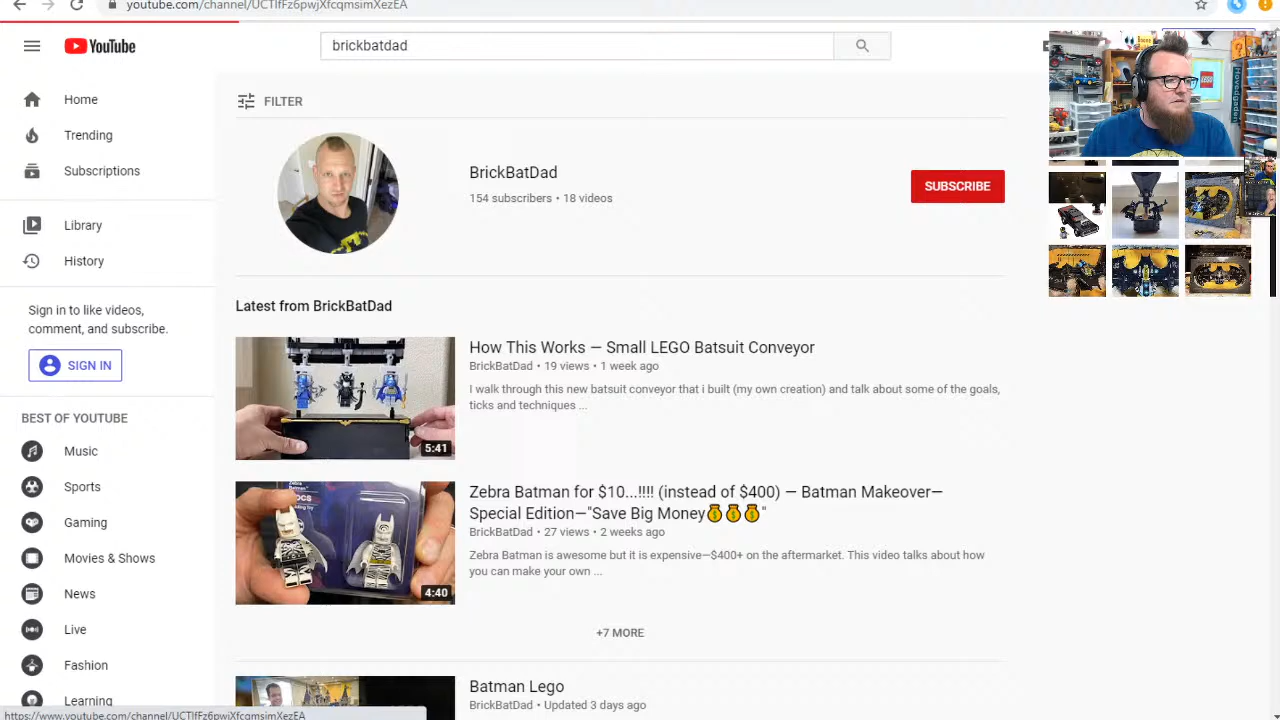 youtube.com/channel/UCTlfFz6pwjXfcqmsimXezEA
YouTube
brickbatdad
Home
Trending
Subscriptions
Library
History
Sign in to like videos,
comment, and subscribe.
SIGN IN
BEST OF YOUTUBE
Music
Sports
Gaming
Movies & Shows
News
Live
Fashion
Learning
FILTER
BrickBatDad
154 subscribers • 18 videos
SUBSCRIBE
Latest from BrickBatDad
How This Works — Small LEGO Batsuit Conveyor
BrickBatDad • 19 views • 1 week ago
I walk through this new batsuit conveyor that i built (my own creation) and talk about some of the goals,
ticks and techniques ...
5:41
Zebra Batman for $10...!!!! (instead of $400) — Batman Makeover—
Special Edition—"Save Big Money💰💰💰"
BrickBatDad • 27 views • 2 weeks ago
Zebra Batman is awesome but it is expensive—$400+ on the aftermarket. This video talks about how
you can make your own ...
4:40
+7 MORE
Batman Lego
BrickBatDad • Updated 3 days ago
https://www.youtube.com/channel/UCTlfFz6pwjXfcqmsimXezEA
LEGO